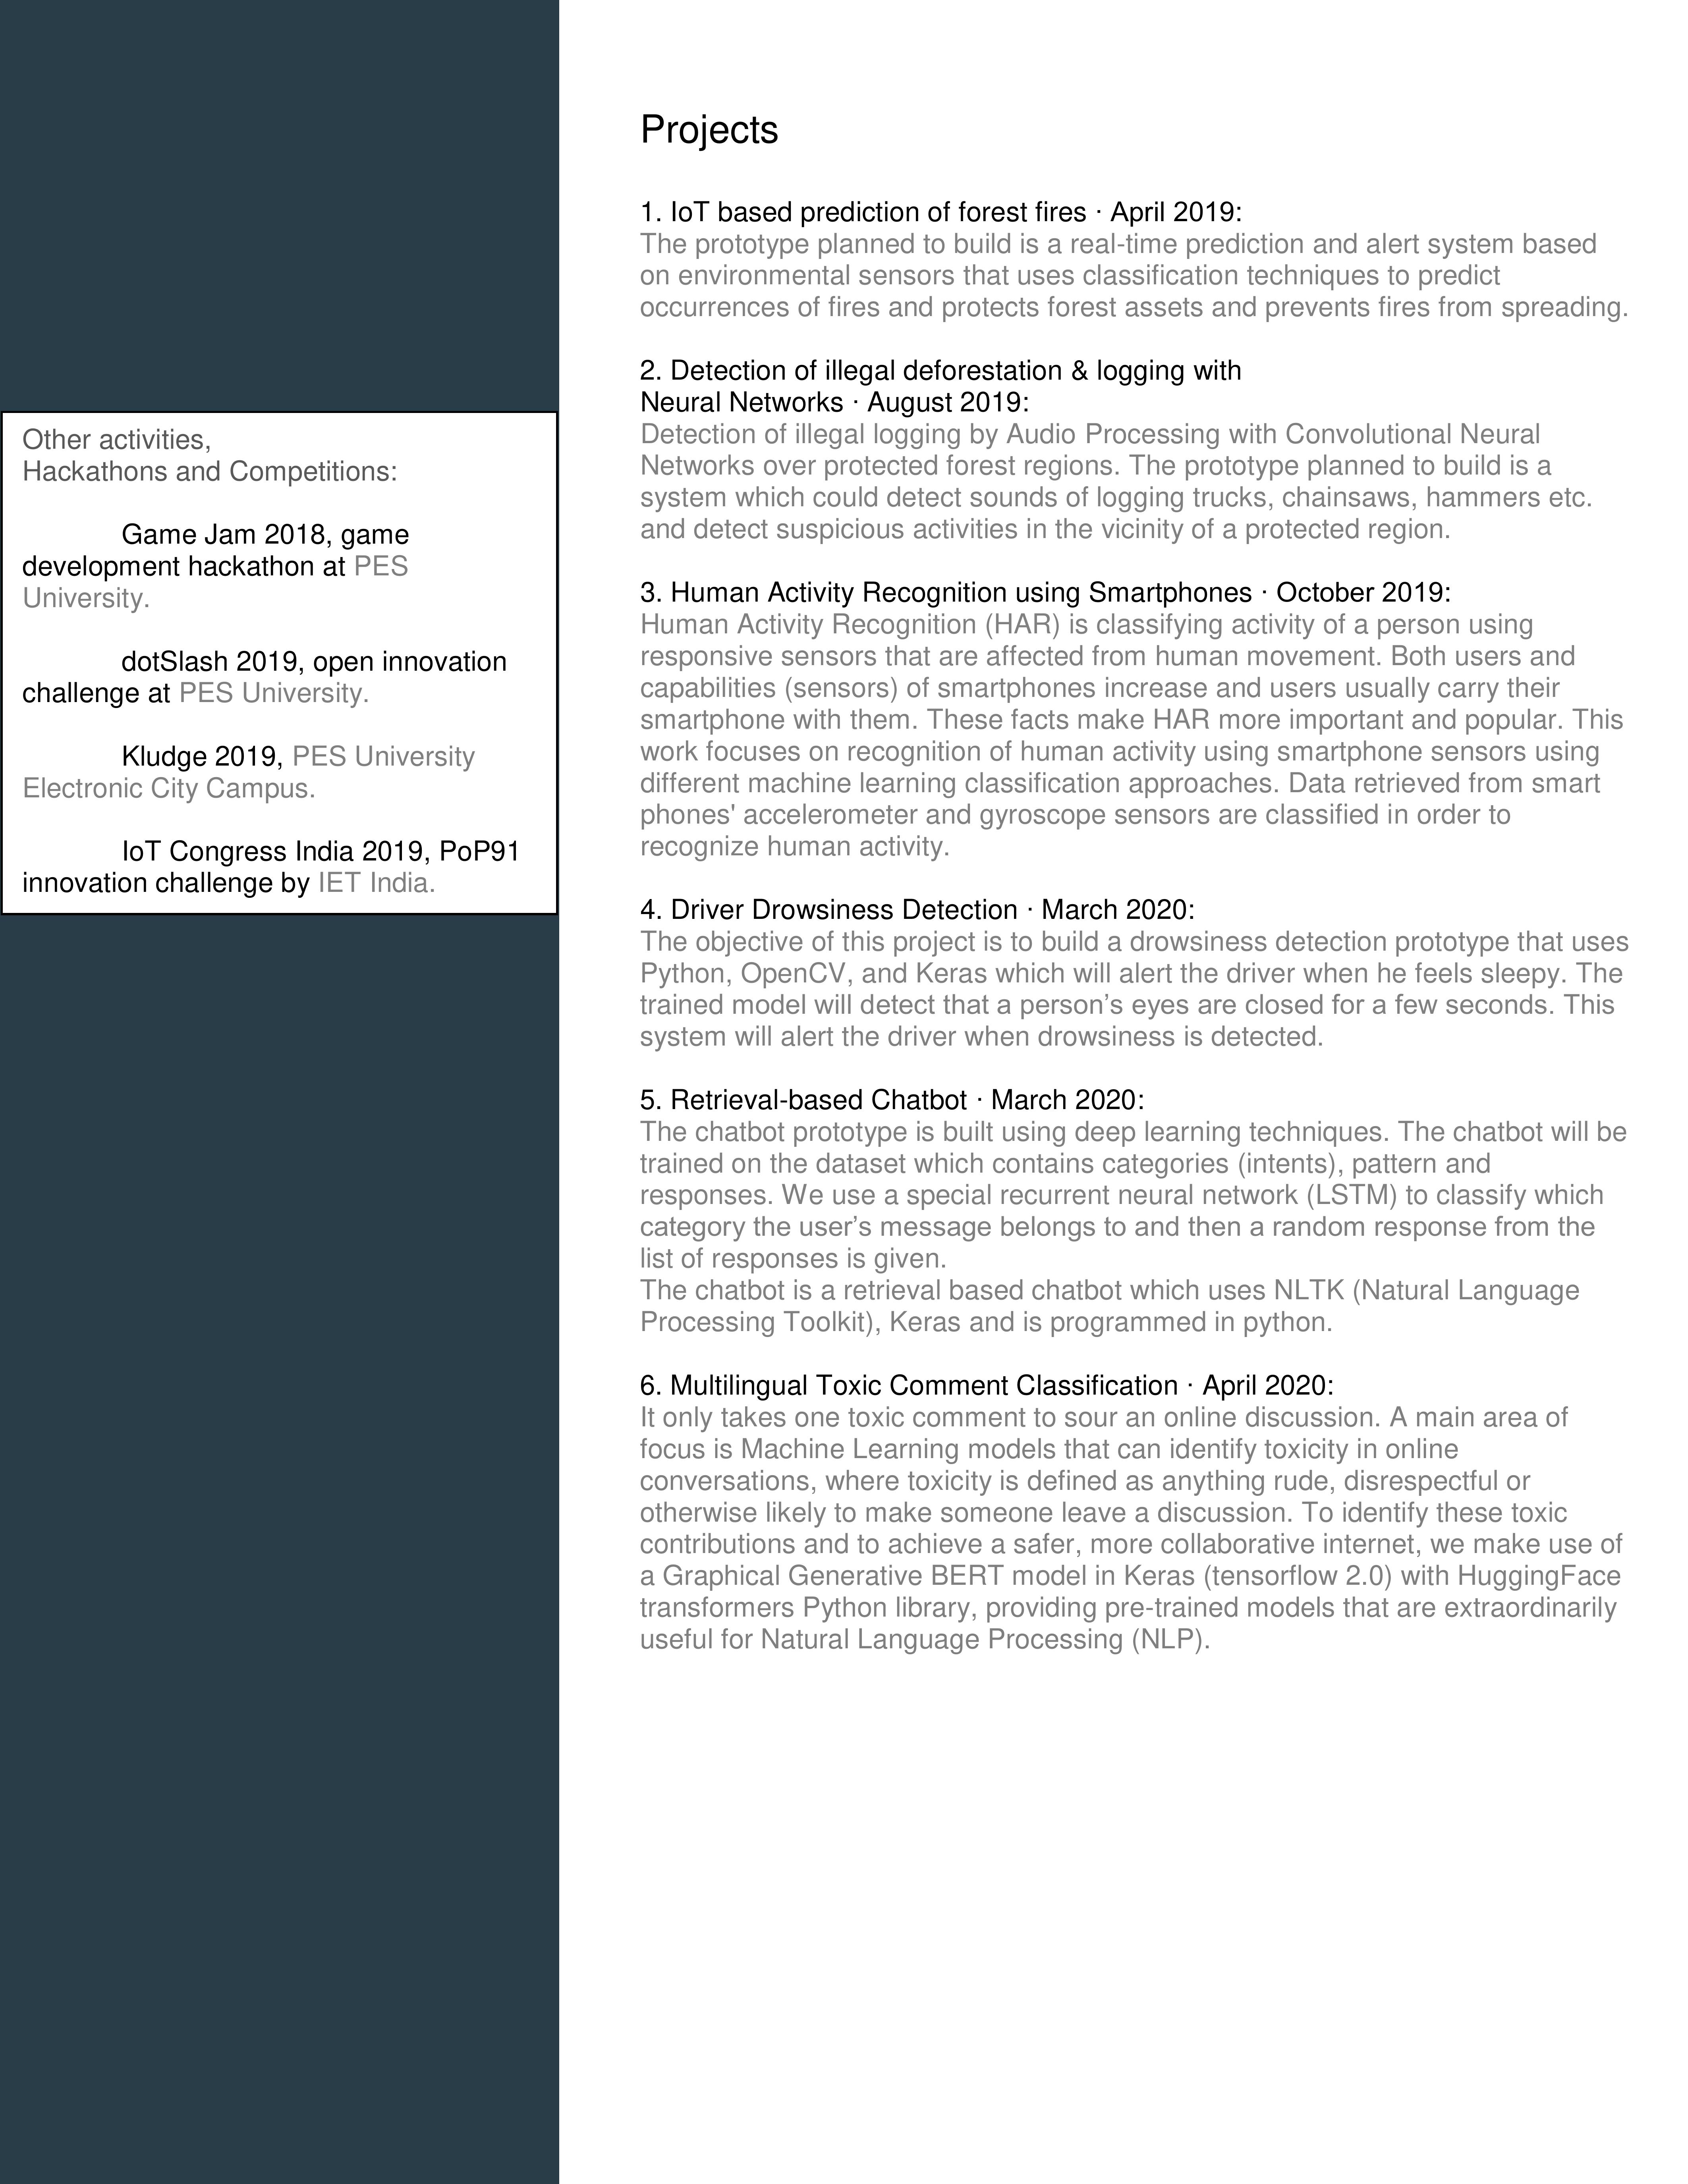 Other activities,
Hackathons and Competitions:
Game Jam 2018, game
development hackathon at PES
University.
dotSlash 2019, open innovation
challenge at PES University.
Kludge 2019, PES University
Electronic City Campus.
IoT Congress India 2019, PoP91
innovation challenge by IET India.
Projects
1. IoT based prediction of forest fires · April 2019:
The prototype planned to build is a real-time prediction and alert system based
on environmental sensors that uses classification techniques to predict
occurrences of fires and protects forest assets and prevents fires from spreading.
2. Detection of illegal deforestation & logging with
Neural Networks · August 2019:
Detection of illegal logging by Audio Processing with Convolutional Neural
Networks over protected forest regions. The prototype planned to build is a
system which could detect sounds of logging trucks, chainsaws, hammers etc.
and detect suspicious activities in the vicinity of a protected region.
3. Human Activity Recognition using Smartphones · October 2019:
Human Activity Recognition (HAR) is classifying activity of a person using
responsive sensors that are affected from human movement. Both users and
capabilities (sensors) of smartphones increase and users usually carry their
smartphone with them. These facts make HAR more important and popular. This
work focuses on recognition of human activity using smartphone sensors using
different machine learning classification approaches. Data retrieved from smart
phones' accelerometer and gyroscope sensors are classified in order to
recognize human activity.
4. Driver Drowsiness Detection · March 2020:
The objective of this project is to build a drowsiness detection prototype that uses
Python, OpenCV, and Keras which will alert the driver when he feels sleepy. The
trained model will detect that a person’s eyes are closed for a few seconds. This
system will alert the driver when drowsiness is detected.
5. Retrieval-based Chatbot · March 2020:
The chatbot prototype is built using deep learning techniques. The chatbot will be
trained on the dataset which contains categories (intents), pattern and
responses. We use a special recurrent neural network (LSTM) to classify which
category the user’s message belongs to and then a random response from the
list of responses is given.
The chatbot is a retrieval based chatbot which uses NLTK (Natural Language
Processing Toolkit), Keras and is programmed in python.
6. Multilingual Toxic Comment Classification · April 2020:
It only takes one toxic comment to sour an online discussion. A main area of
focus is Machine Learning models that can identify toxicity in online
conversations, where toxicity is defined as anything rude, disrespectful or
otherwise likely to make someone leave a discussion. To identify these toxic
contributions and to achieve a safer, more collaborative internet, we make use of
a Graphical Generative BERT model in Keras (tensorflow 2.0) with HuggingFace
transformers Python library, providing pre-trained models that are extraordinarily
useful for Natural Language Processing (NLP).